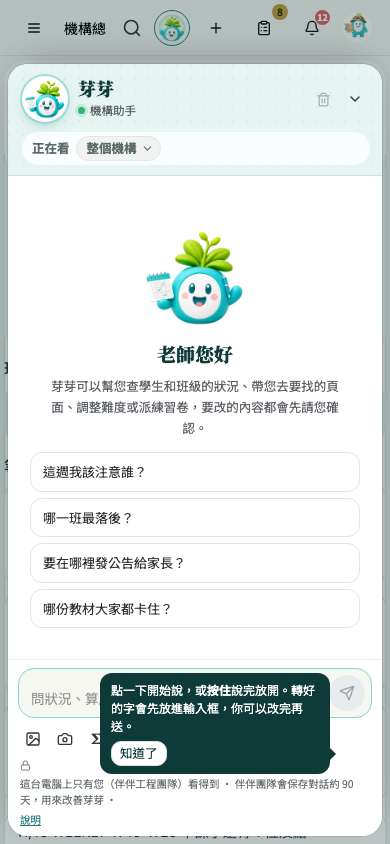 機構總
8
12
芽芽
機構助手
正在看 整個機構
老師您好
芽芽可以幫您查學生和班級的狀況、帶您去要找的頁
面、調整難度或派練習卷，要改的內容都會先請您確
認。
這週我該注意誰？
哪一班最落後？
要在哪裡發公告給家長？
哪份教材大家都卡住？
點一下開始說，或按住說完放開。轉好
的字會先放進輸入框，你可以改完再
送。
知道了
問狀況、算
這台電腦上只有您（伴伴工程團隊）看得到 · 伴伴團隊會保存對話約 90
天，用來改善芽芽 ·
說明